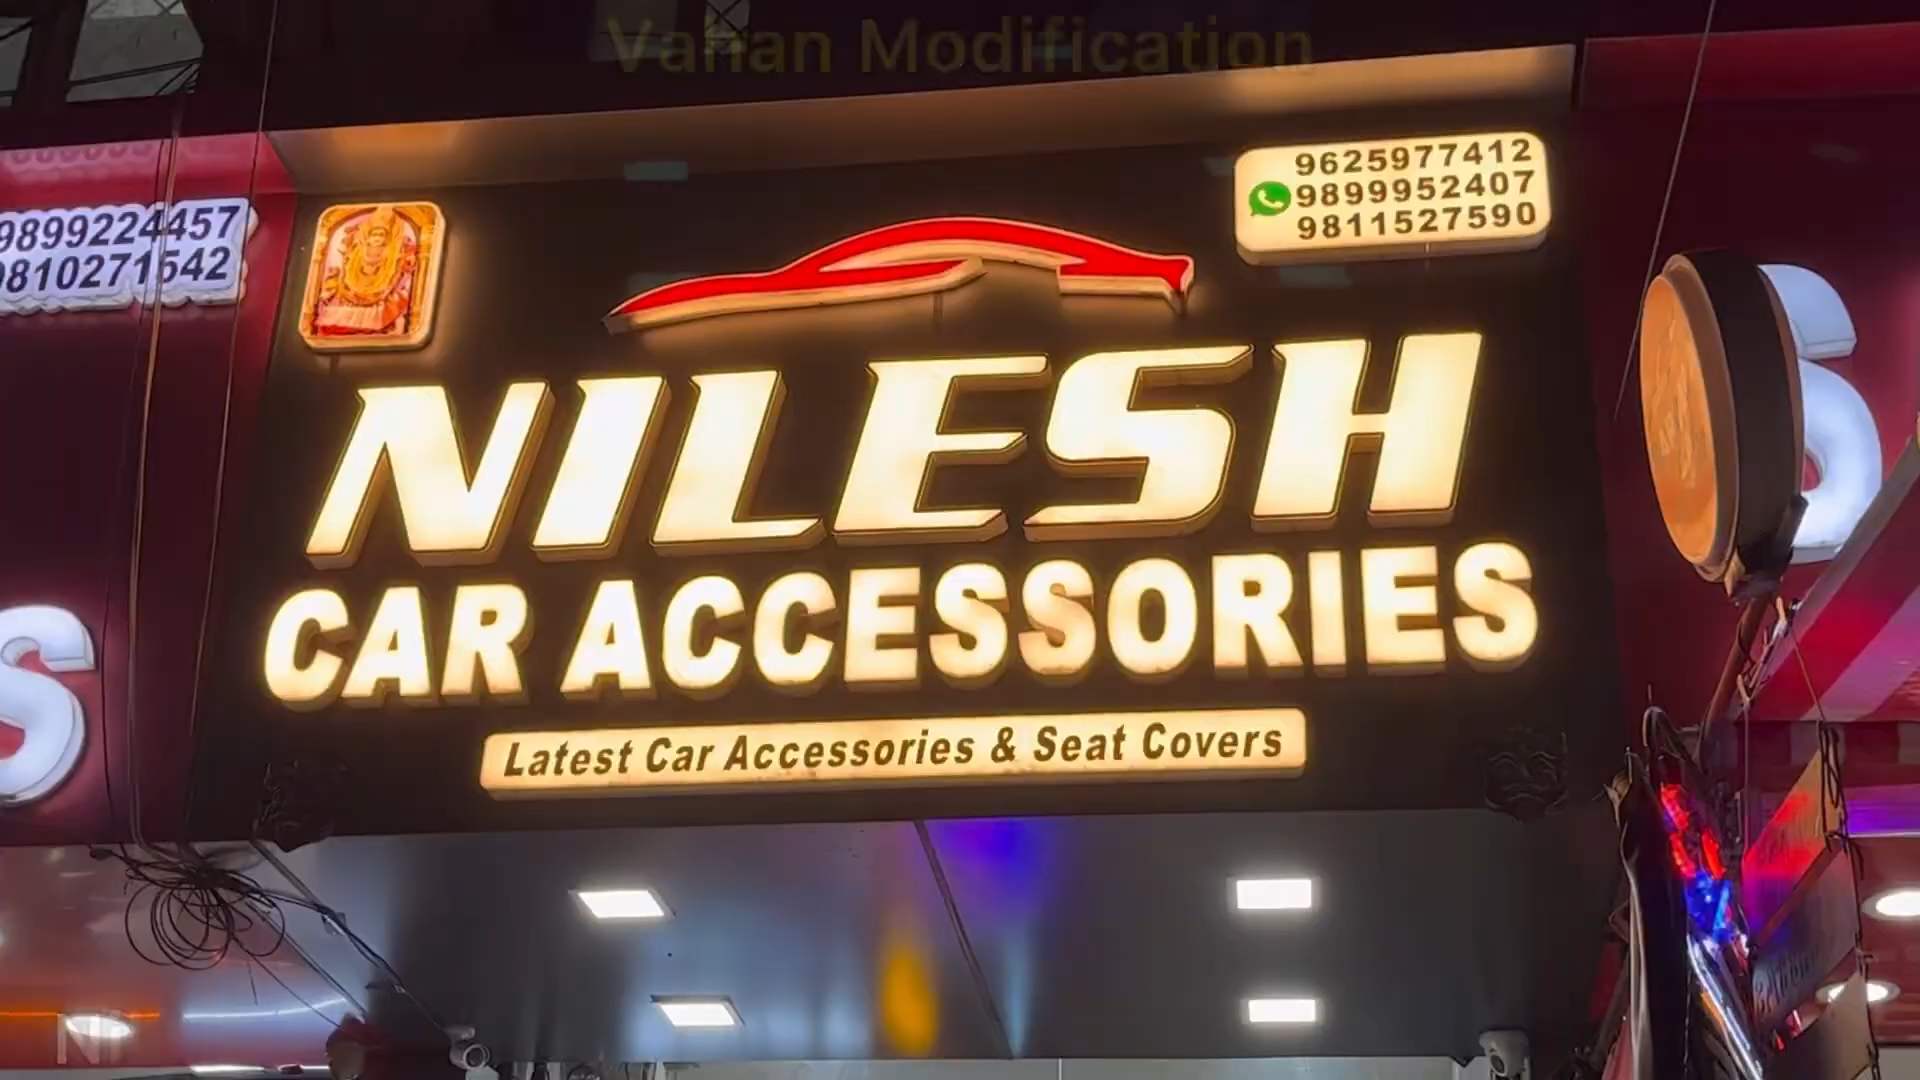 Vahan Modification
9625977412
9899952407
9811527590
9899224457
9810271542
NILESH
CAR ACCESSORIES
Latest Car Accessories & Seat Covers
S
S